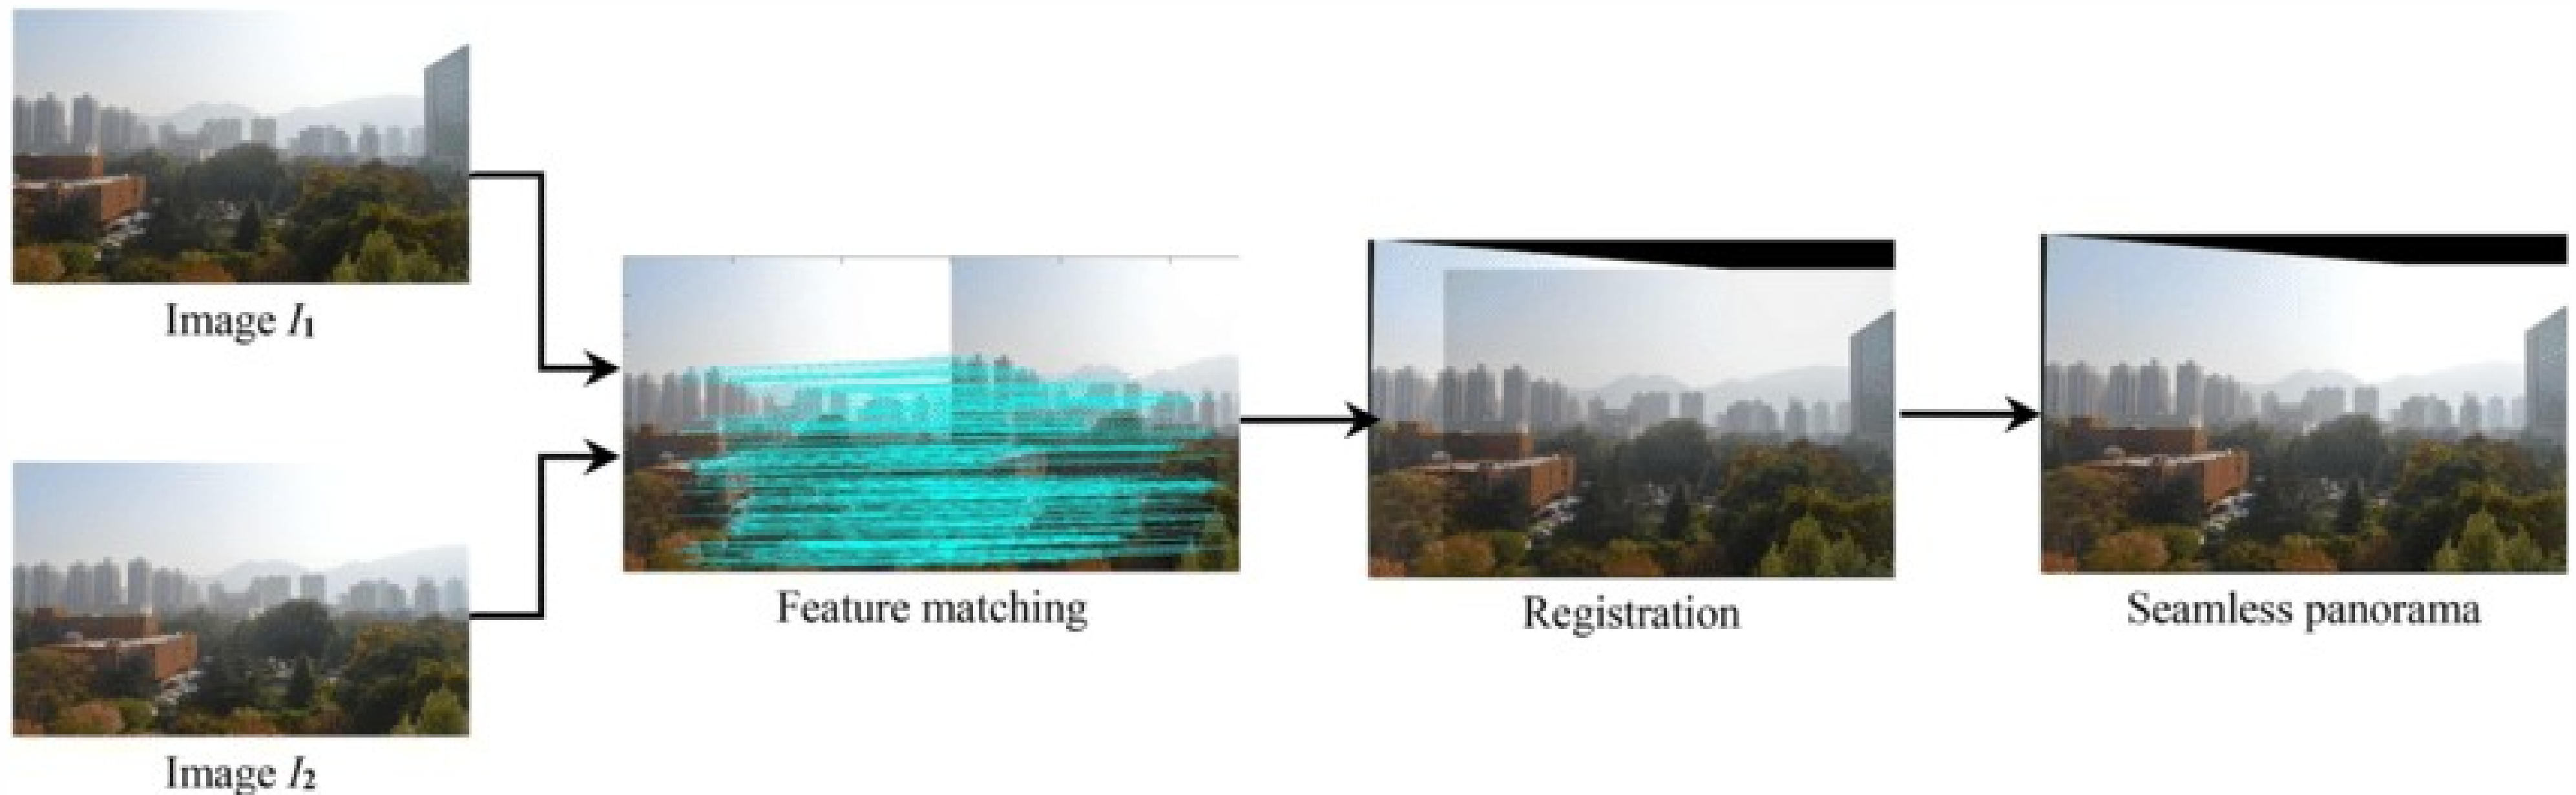 Image I1
Image I2
Feature matching
Registration
Seamless panorama